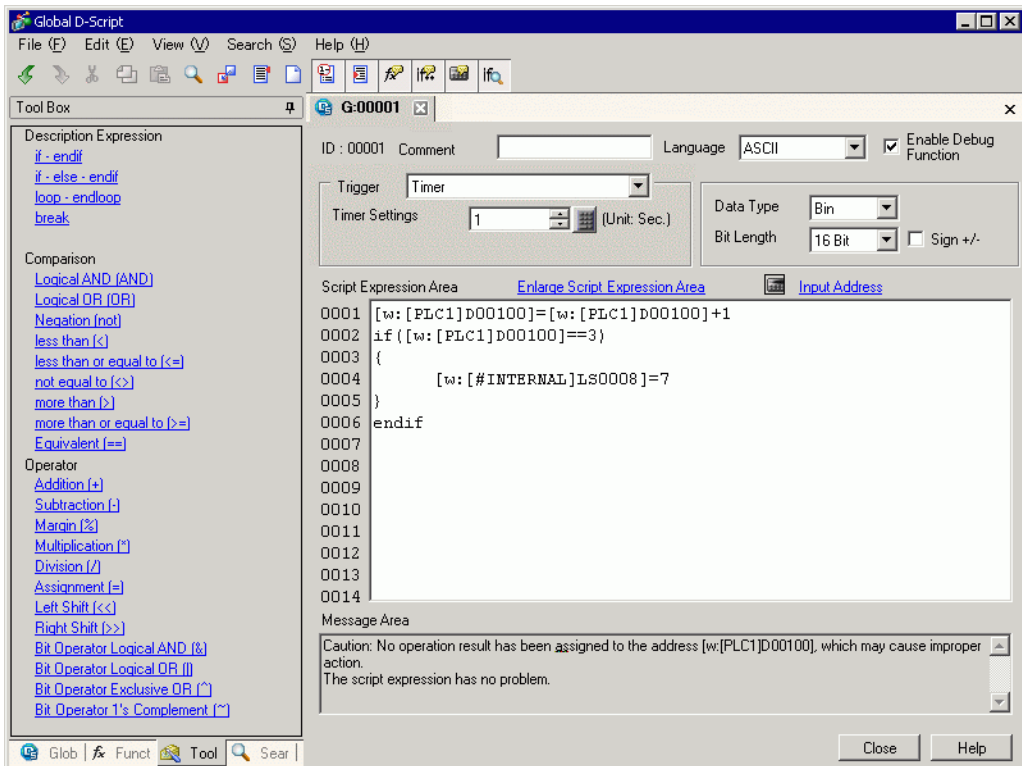 Global D-Script
File (F) Edit (E) View (V) Search (S) Help (H)
Tool Box
G:00001
Description Expression
if - endif
if - else - endif
loop - endloop
break
Comparison
Logical AND (AND)
Logical OR (OR)
Negation (not)
less than (<)
less than or equal to (<=)
not equal to (<>)
more than (>)
more than or equal to (>=)
Equivalent (==)
Operator
Addition (+)
Subtraction (-)
Margin (%)
Multiplication (*)
Division (/)
Assignment (=)
Left Shift (<<)
Right Shift (>>)
Bit Operator Logical AND (&)
Bit Operator Logical OR (|)
Bit Operator Exclusive OR (^)
Bit Operator 1's Complement (~)
Glob fx Funct Tool Sear
ID : 00001 Comment Language ASCII Enable Debug
Function
Trigger Timer
Timer Settings 1 (Unit: Sec.)
Data Type Bin
Bit Length 16 Bit Sign +/-
Script Expression Area Enlarge Script Expression Area Input Address
0001 [w:[PLC1]D00100]=[w:[PLC1]D00100]+1
0002 if([w:[PLC1]D00100]==3)
0003 {
0004 [w:[#INTERNAL]LS0008]=7
0005 }
0006 endif
0007
0008
0009
0010
0011
0012
0013
0014
Message Area
Caution: No operation result has been assigned to the address [w:[PLC1]D00100], which may cause improper
action.
The script expression has no problem.
Close Help